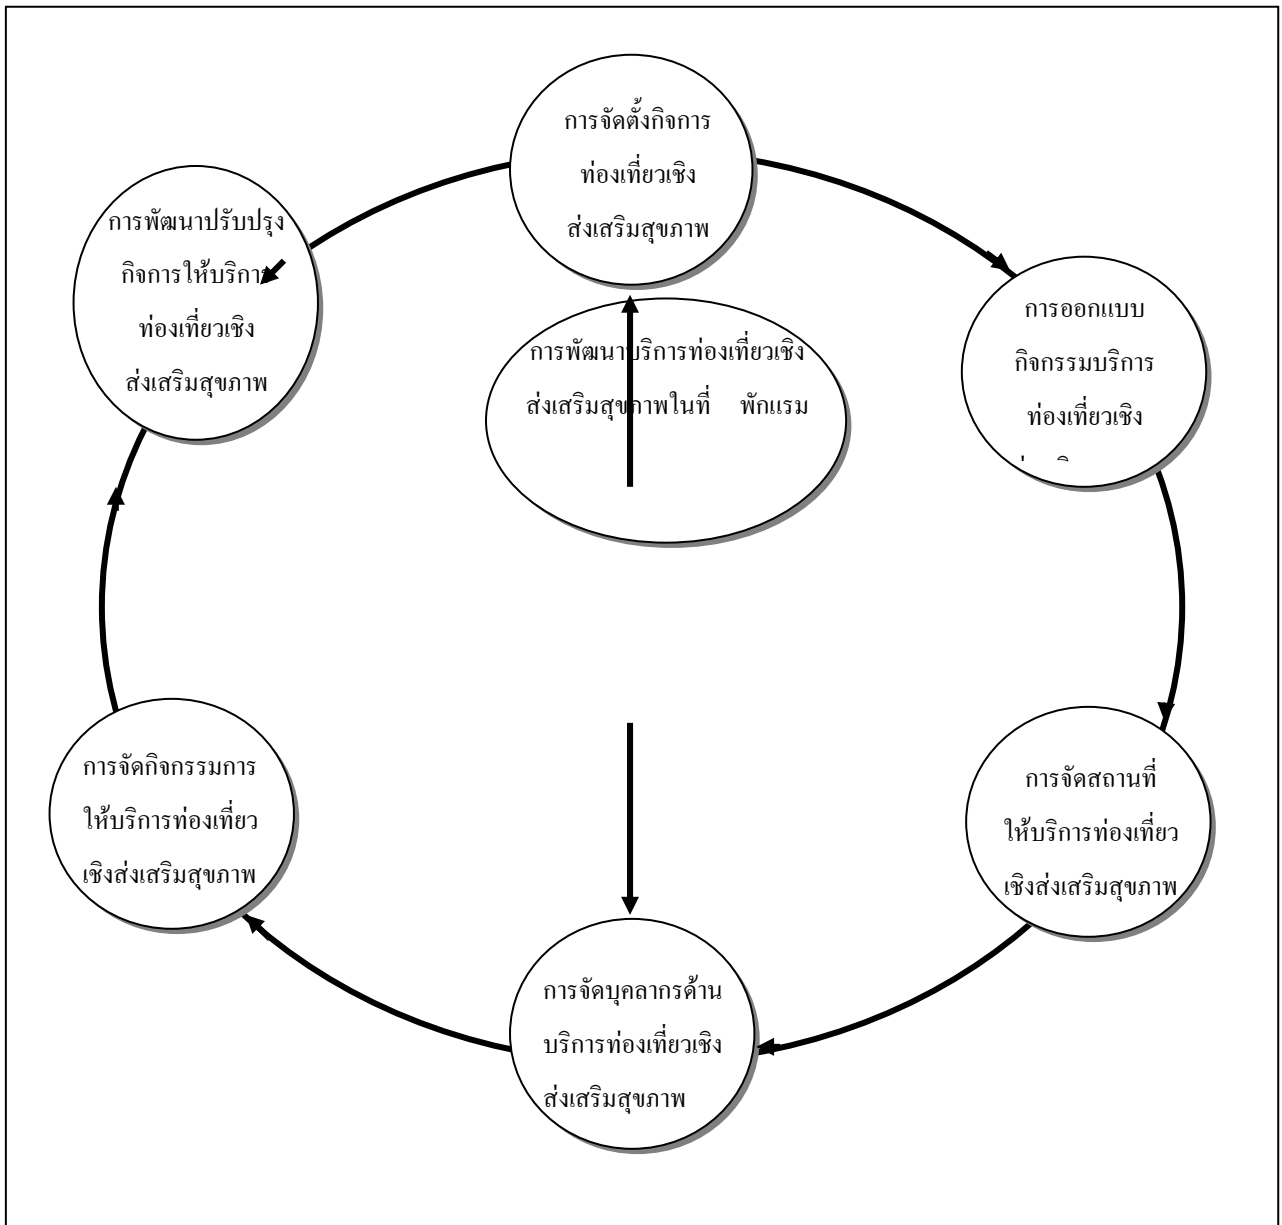 การจัดตั้งกิจการ
ท่องเที่ยวเชิง
ส่งเสริมสุขภาพ
การออกแบบ
กิจกรรมบริการ
ท่องเที่ยวเชิง
การจัดสถานที่
ให้บริการท่องเที่ยว
เชิงส่งเสริมสุขภาพ
การจัดบุคลากรด้าน
บริการท่องเที่ยวเชิง
ส่งเสริมสุขภาพ
การจัดกิจกรรมการ
ให้บริการท่องเที่ยว
เชิงส่งเสริมสุขภาพ
การพัฒนาปรับปรุง
กิจการให้บริการ
ท่องเที่ยวเชิง
ส่งเสริมสุขภาพ
การพัฒนาบริการท่องเที่ยวเชิง
ส่งเสริมสุขภาพในที่ พักแรม